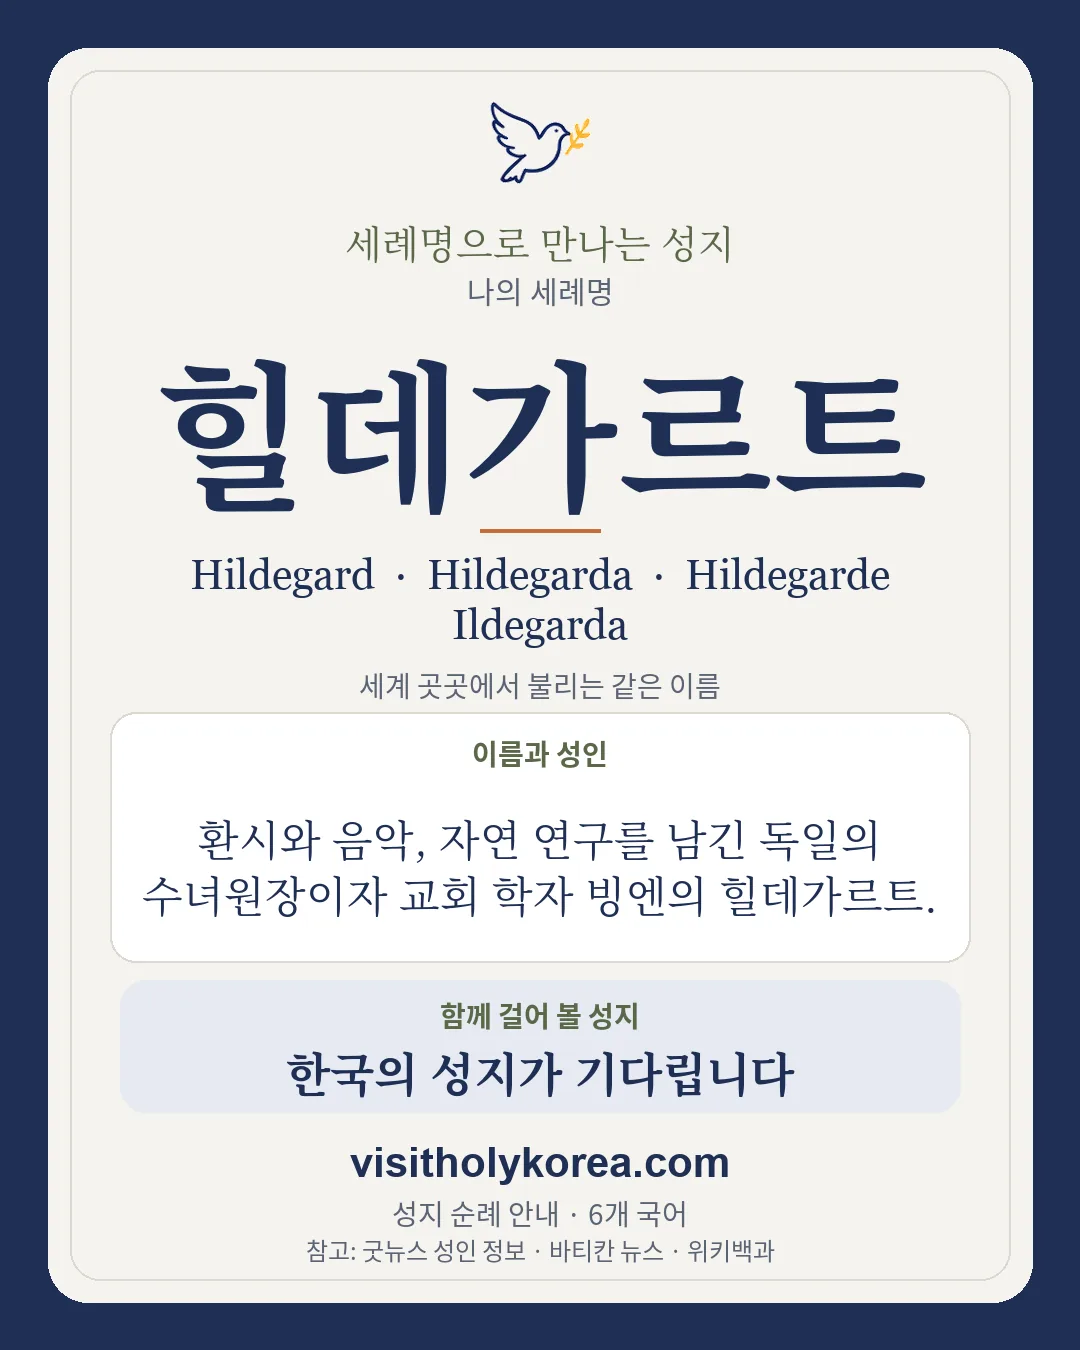 세례명으로 만나는 성지
나의 세례명
힐데가르트
Hildegard · Hildegarda · Hildegarde
Ildegarda
세계 곳곳에서 불리는 같은 이름
이름과 성인
환시와 음악, 자연 연구를 남긴 독일의
수녀원장이자 교회 학자 빙엔의 힐데가르트.
함께 걸어 볼 성지
한국의 성지가 기다립니다
visitholykorea.com
성지 순례 안내 · 6개 국어
참고: 굿뉴스 성인 정보 · 바티칸 뉴스 · 위키백과